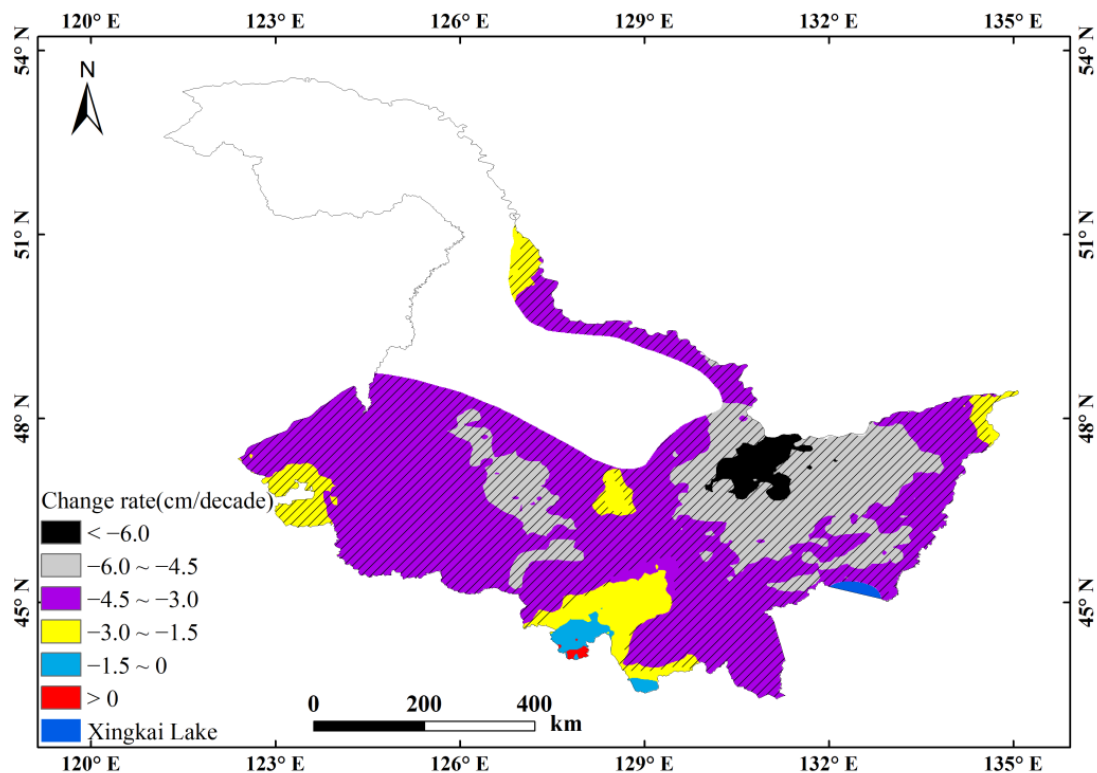 120° E 123° E 126° E 129° E 132° E 135° E
54° N 54° N
N
51° N 51° N
48° N 48° N
Change rate(cm/decade)
< −6.0
−6.0 ~ −4.5
−4.5 ~ −3.0
45° N 45° N
−3.0 ~ −1.5
−1.5 ~ 0
> 0
0 200 400
km
Xingkai Lake
120° E 123° E 126° E 129° E 132° E 135° E